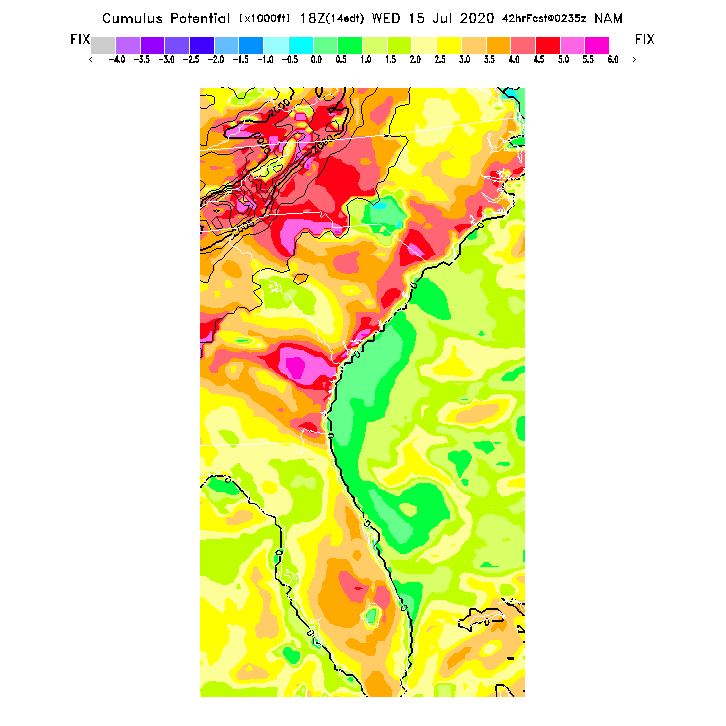 Cumulus Potential [x1000ft] 18Z(14edt) WED 15 Jul 2020 42hrFcst@0235z NAM
FIX FIX
< -4.0 -3.5 -3.0 -2.5 -2.0 -1.5 -1.0 -0.5 0.0 0.5 1.0 1.5 2.0 2.5 3.0 3.5 4.0 4.5 5.0 5.5 6.0 >
2000